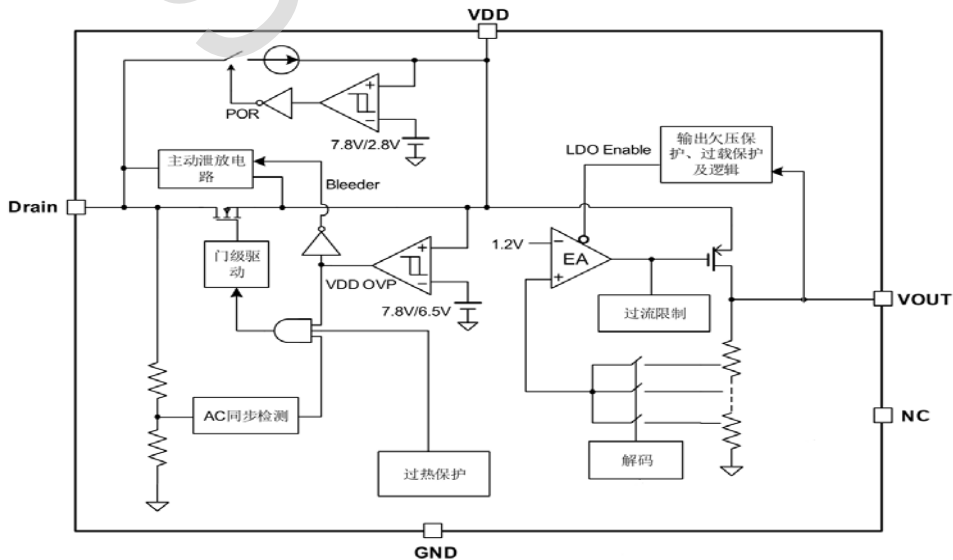 VDD
POR
7.8V/2.8V
主动泄放电
路
Bleeder
LDO Enable
输出欠压保
护、过载保护
及逻辑
Drain
门级驱动
VDD OVP
7.8V/6.5V
1.2V
EA
过流限制
VOUT
AC同步检测
过热保护
解码
NC
GND